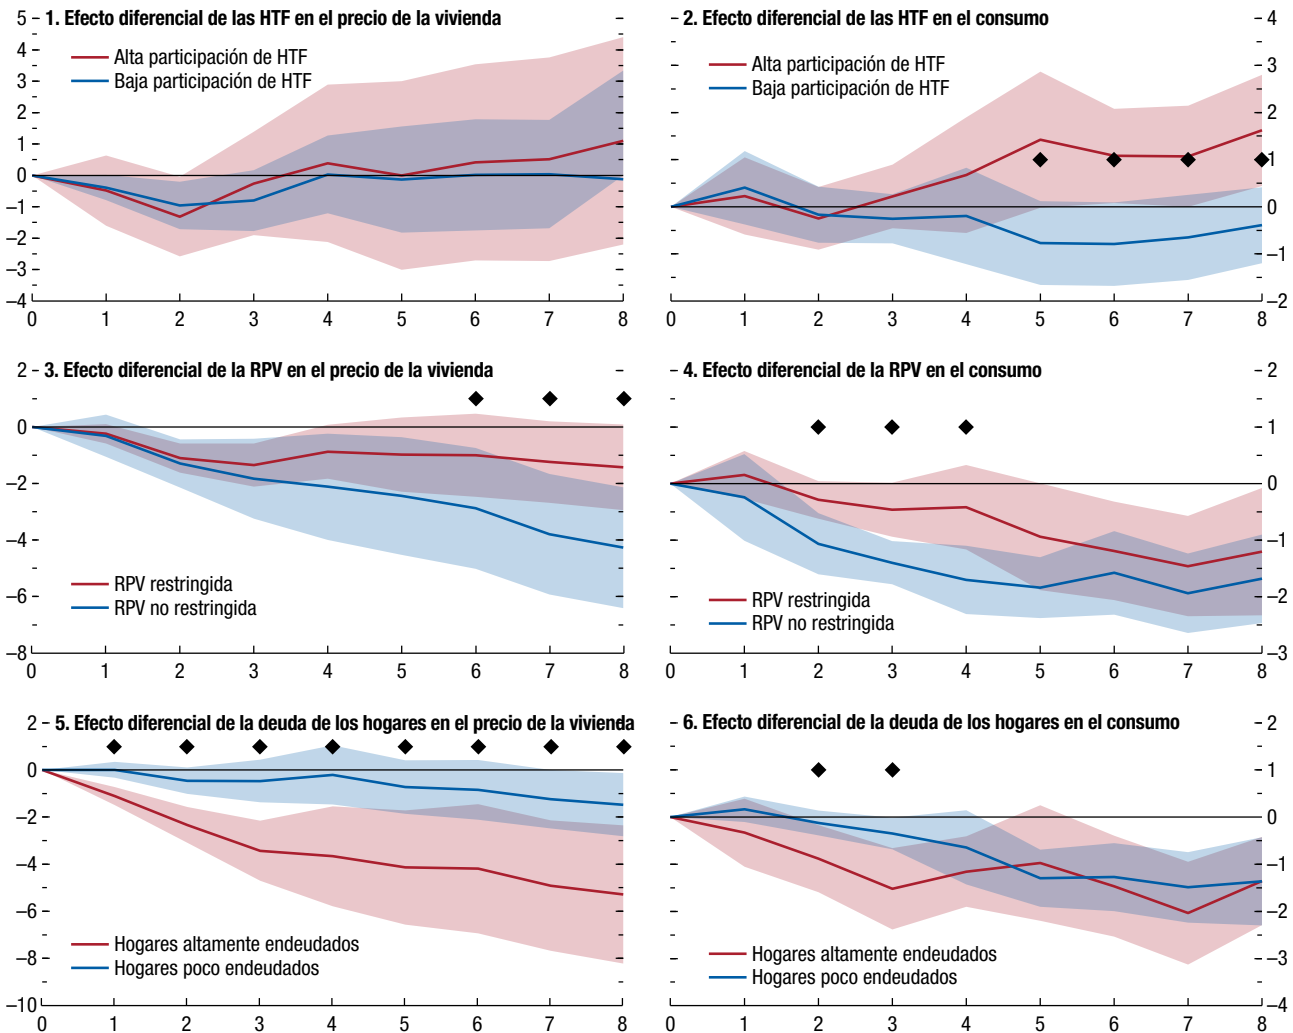 1. Efecto diferencial de las HTF en el precio de la vivienda
Alta participación de HTF
Baja participación de HTF
5
4
3
2
1
0
–1
–2
–3
–4
0 1 2 3 4 5 6 7 8
2. Efecto diferencial de las HTF en el consumo
Alta participación de HTF
Baja participación de HTF
4
3
2
1
0
–1
–2
0 1 2 3 4 5 6 7 8
3. Efecto diferencial de la RPV en el precio de la vivienda
2
0
–2
–4
–6
–8
RPV restringida
RPV no restringida
0 1 2 3 4 5 6 7 8
4. Efecto diferencial de la RPV en el consumo
2
1
0
–1
–2
–3
RPV restringida
RPV no restringida
0 1 2 3 4 5 6 7 8
5. Efecto diferencial de la deuda de los hogares en el precio de la vivienda
2
0
–2
–4
–6
–8
–10
Hogares altamente endeudados
Hogares poco endeudados
0 1 2 3 4 5 6 7 8
6. Efecto diferencial de la deuda de los hogares en el consumo
2
1
0
–1
–2
–3
–4
Hogares altamente endeudados
Hogares poco endeudados
0 1 2 3 4 5 6 7 8